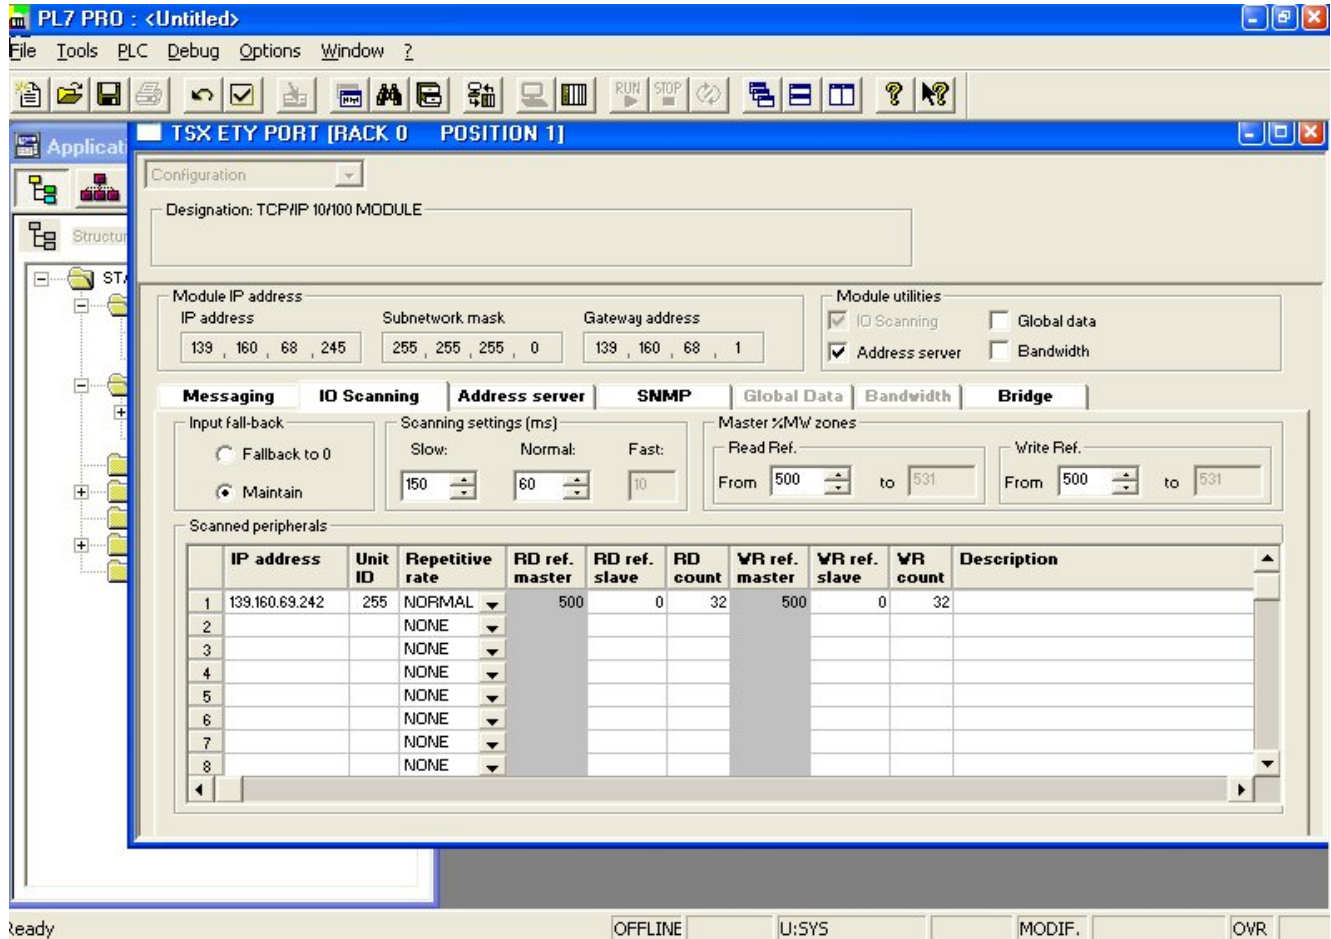 PL7 PRO : <Untitled>
File Tools PLC Debug Options Window ?
RUN STOP
TSX ETY PORT [RACK 0 POSITION 1]
Configuration
Designation: TCP/IP 10/100 MODULE
Module IP address
IP address Subnetwork mask Gateway address
139 , 160 , 68 , 245 255 , 255 , 255 , 0 139 , 160 , 68 , 1
Module utilities
IO Scanning Global data
Address server Bandwidth
Messaging IO Scanning Address server SNMP Global Data Bandwidth Bridge
Input fall-back
Fallback to 0
Maintain
Scanning settings (ms)
Slow: Normal: Fast:
150 60 10
Master %MW zones
Read Ref.
From 500 to 531
Write Ref.
From 500 to 531
Scanned peripherals
IP address Unit ID Repetitive rate RD ref. master RD ref. slave RD count WR ref. master WR ref. slave WR count Description
1 139.160.69.242 255 NORMAL 500 0 32 500 0 32
2 NONE
3 NONE
4 NONE
5 NONE
6 NONE
7 NONE
8 NONE
OFFLINE U:SYS MODIF. OVR